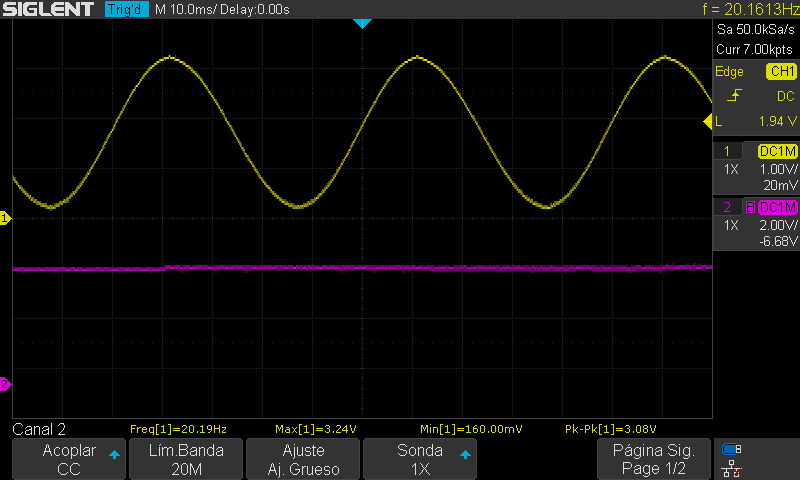 SIGLENT Trig'd M 10.0ms/ Delay:0.00s f = 20.1613Hz
Sa 50.0kSa/s
Curr 7.00kpts
Edge CH1
DC
L 1.94 V
1 DC1M
1X 1.00V/
20mV
2 B DC1M
1X 2.00V/
-6.68V
1
2
Canal 2 Freq[1]=20.19Hz Max[1]=3.24V Min[1]=160.00mV Pk-Pk[1]=3.08V
Acoplar Lím.Banda Ajuste Sonda Página Sig.
CC 20M Aj. Grueso 1X Page 1/2